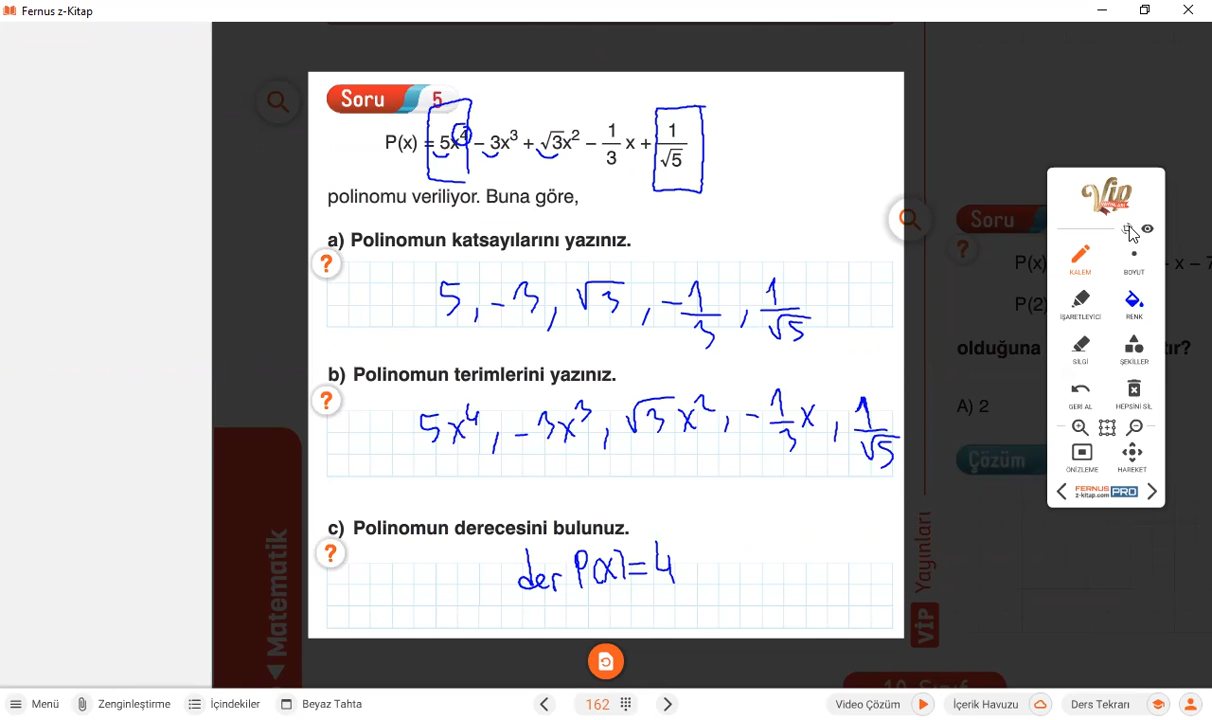 Fernus z-Kitap
Soru 5
P(x) = 5x⁴ − 3x³ + √3x² − 1/3 x + 1/√5
polinomu veriliyor. Buna göre,
a) Polinomun katsayılarını yazınız.
?
5, -3, √3, -1/3, 1/√5
b) Polinomun terimlerini yazınız.
?
5x⁴, -3x³, √3x², -1/3x, 1/√5
c) Polinomun derecesini bulunuz.
?
der P(x)=4
Soru
?
P(x)
x − 7
P(2)
olduğuna
tır?
A) 2
Çözüm
Matematik
VİP Yayınları
Vip
KALEM
BOYUT
İŞARETLEYİCİ
RENK
SİLGİ
ŞEKİLLER
GERİ AL
HEPSİNİ SİL
ÖNİZLEME
HAREKET
FERNUS
z-kitap.com PRO
Menü
Zenginleştirme
İçindekiler
Beyaz Tahta
162
Video Çözüm
İçerik Havuzu
Ders Tekrarı